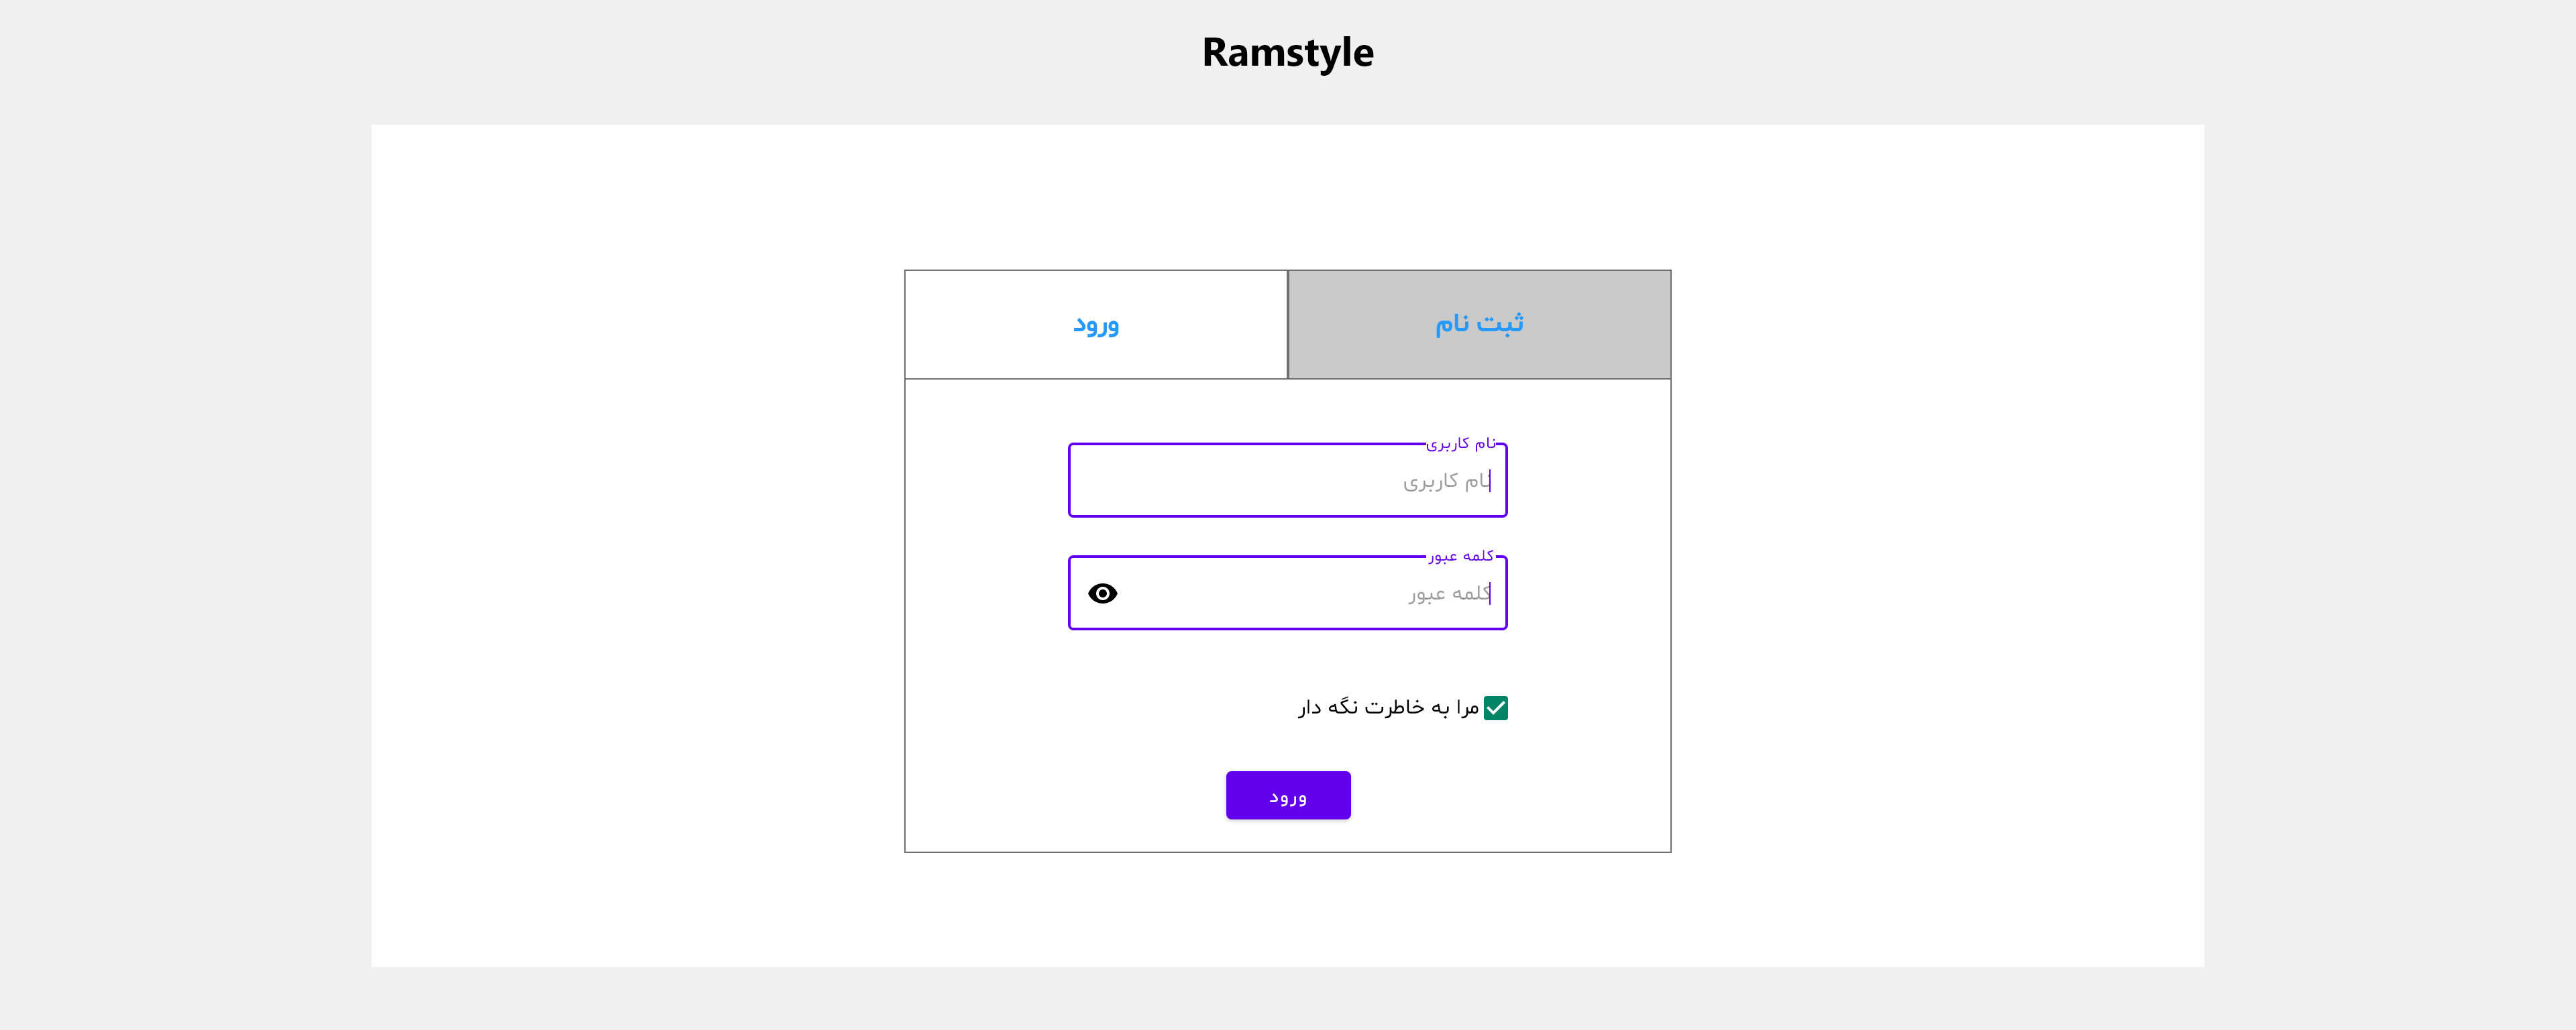 Ramstyle
ثبت نام
ورود
نام کاربری
نام کاربری
کلمه عبور
کلمه عبور
مرا به خاطرت نگه دار
ورود